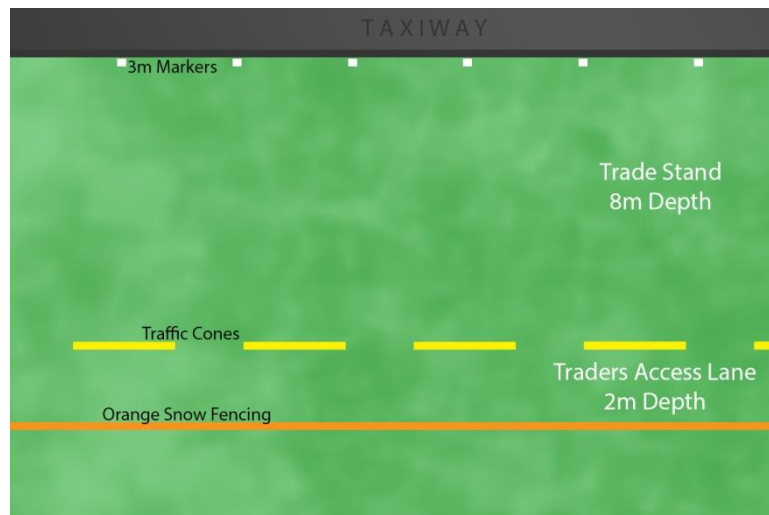 TAXIWAY
3m Markers
Trade Stand
8m Depth
Traffic Cones
Traders Access Lane
2m Depth
Orange Snow Fencing